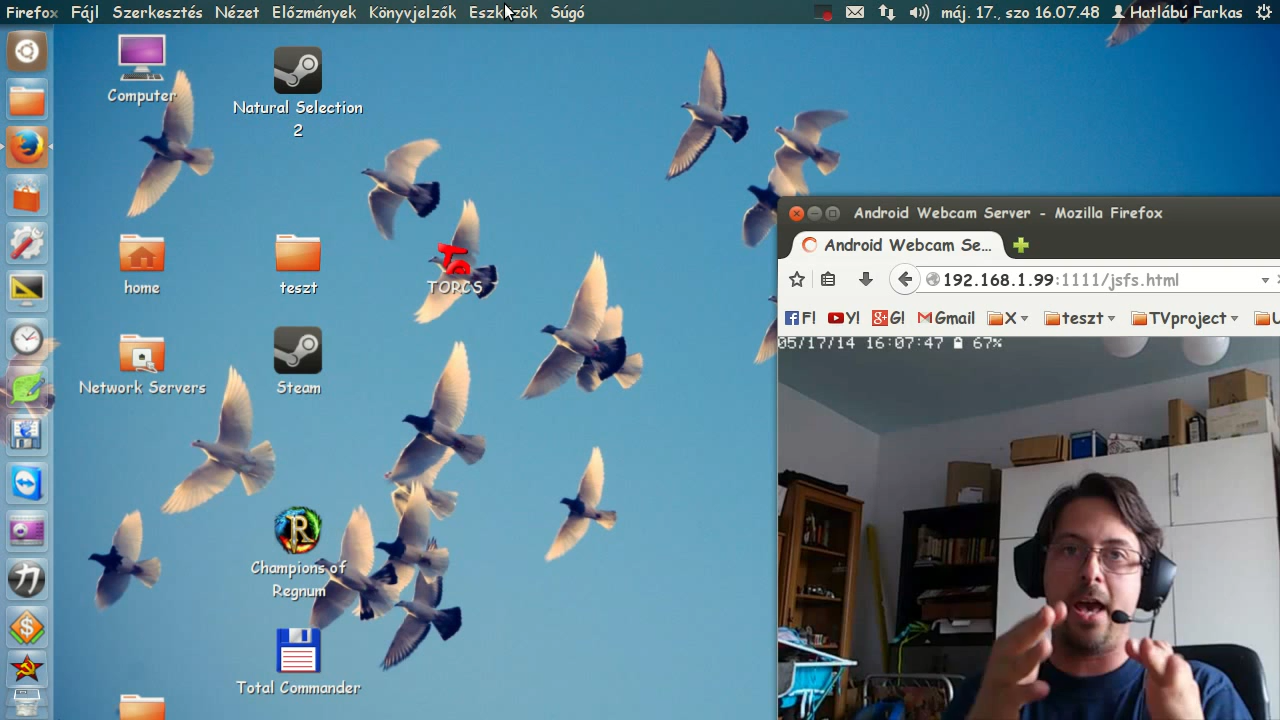 Firefox Fájl Szerkesztés Nézet Előzmények Könyvjelzők Eszközök Súgó máj. 17., szo 16.07.48 Hatlábú Farkas
Computer
Natural Selection
2
home
teszt
TORCS
Network Servers
Steam
Champions of
Regnum
Total Commander
Android Webcam Server - Mozilla Firefox
Android Webcam Se...
192.168.1.99:1111/jsfs.html
F! Y! G! Gmail X teszt TVproject U
05/17/14 16:07:47 67%